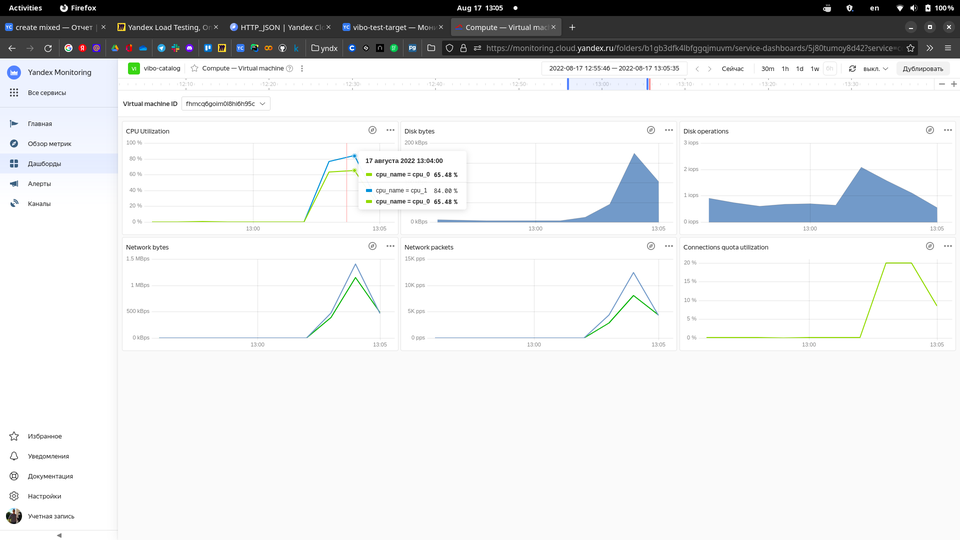 Activities
Firefox
Aug 17 13:05
en
100%
create mixed — Отчет
Yandex Load Testing, О
HTTP_JSON | Yandex Cl
vibo-test-target — Мон
Compute — Virtual mac
yndx
F9
https://monitoring.cloud.yandex.ru/folders/b1gb3dfk4lbfggqjmuvm/service-dashboards/5j80tumoy8d42?service=
Yandex Monitoring
Все сервисы
Главная
Обзор метрик
Дашборды
Алерты
Каналы
Избранное
Уведомления
Документация
Настройки
Учетная запись
vibo-catalog
Compute — Virtual machine
2022-08-17 12:55:46 — 2022-08-17 13:05:35
Сейчас
30m 1h 1d 1w
выкл.
Дублировать
12:10 12:20 12:30 12:50 13:00 13:10 13:20 13:30
Virtual machine ID
fhmcq6goim0l8hl6h95c
CPU Utilization
100 %
80 %
60 %
40 %
20 %
0 %
13:00
13:05
17 августа 2022 13:04:00
cpu_name = cpu_0 65.48 %
cpu_name = cpu_1 84.00 %
cpu_name = cpu_0 65.48 %
Disk bytes
200 kBps
0 kBps
13:00
13:05
Disk operations
3 iops
2 iops
1 iops
0 iops
13:00
13:05
Network bytes
1.5 MBps
1 MBps
500 kBps
0 kBps
13:00
13:05
Network packets
15K pps
10K pps
5K pps
0 pps
13:00
13:05
Connections quota utilization
20 %
15 %
10 %
5 %
0 %
13:00
13:05